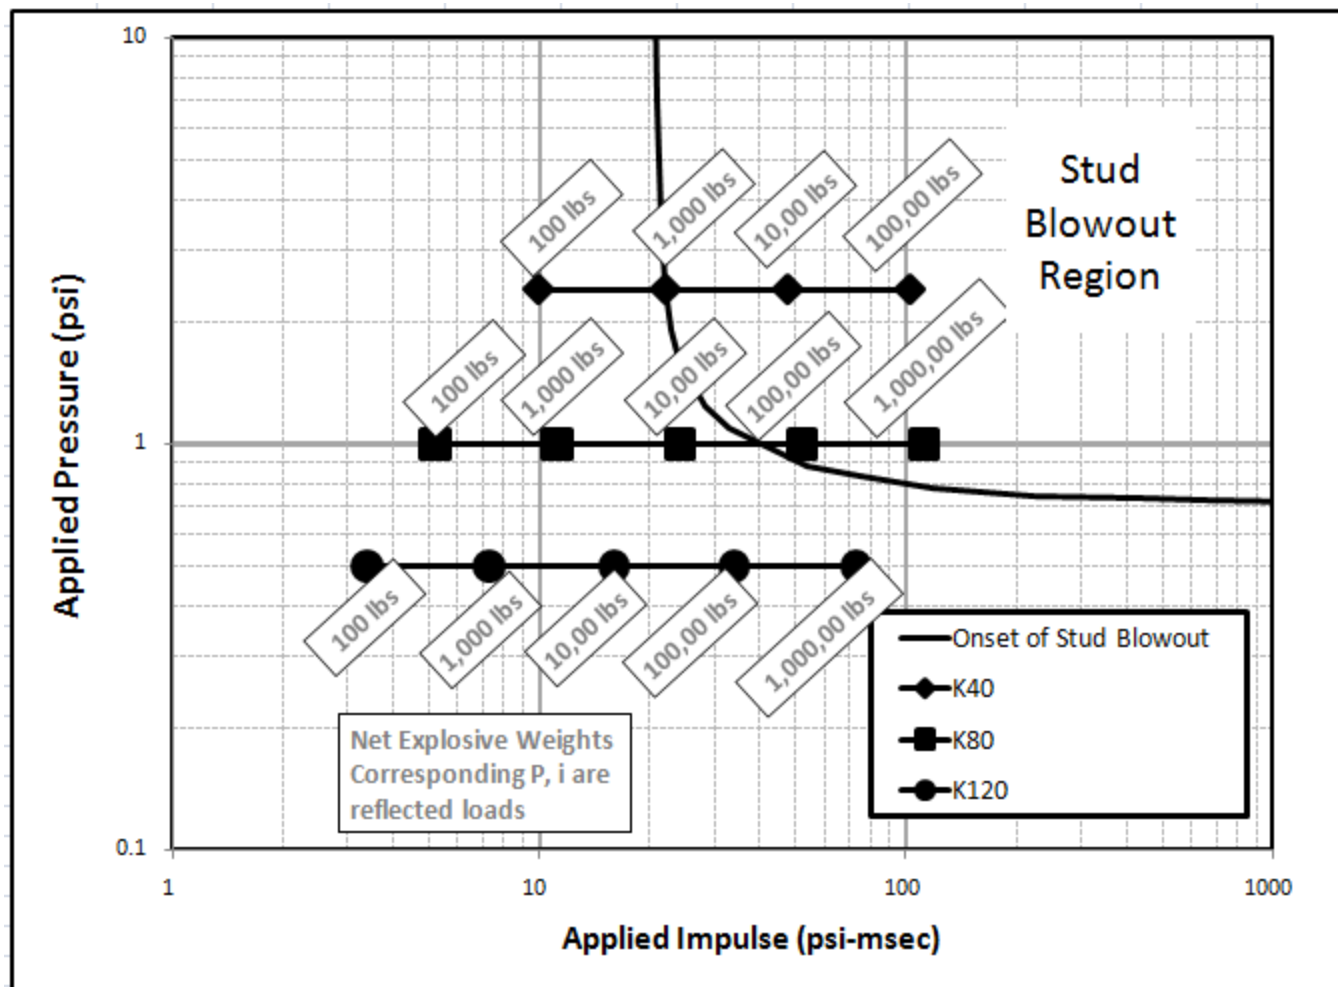 10
1
0.1
Applied Pressure (psi)
Stud
Blowout
Region
100 lbs
1,000 lbs
10,00 lbs
100,00 lbs
100 lbs
1,000 lbs
10,00 lbs
100,00 lbs
1,000,00 lbs
100 lbs
1,000 lbs
10,00 lbs
100,00 lbs
1,000,00 lbs
Onset of Stud Blowout
K40
K80
K120
Net Explosive Weights
Corresponding P, i are
reflected loads
1
10
100
1000
Applied Impulse (psi-msec)